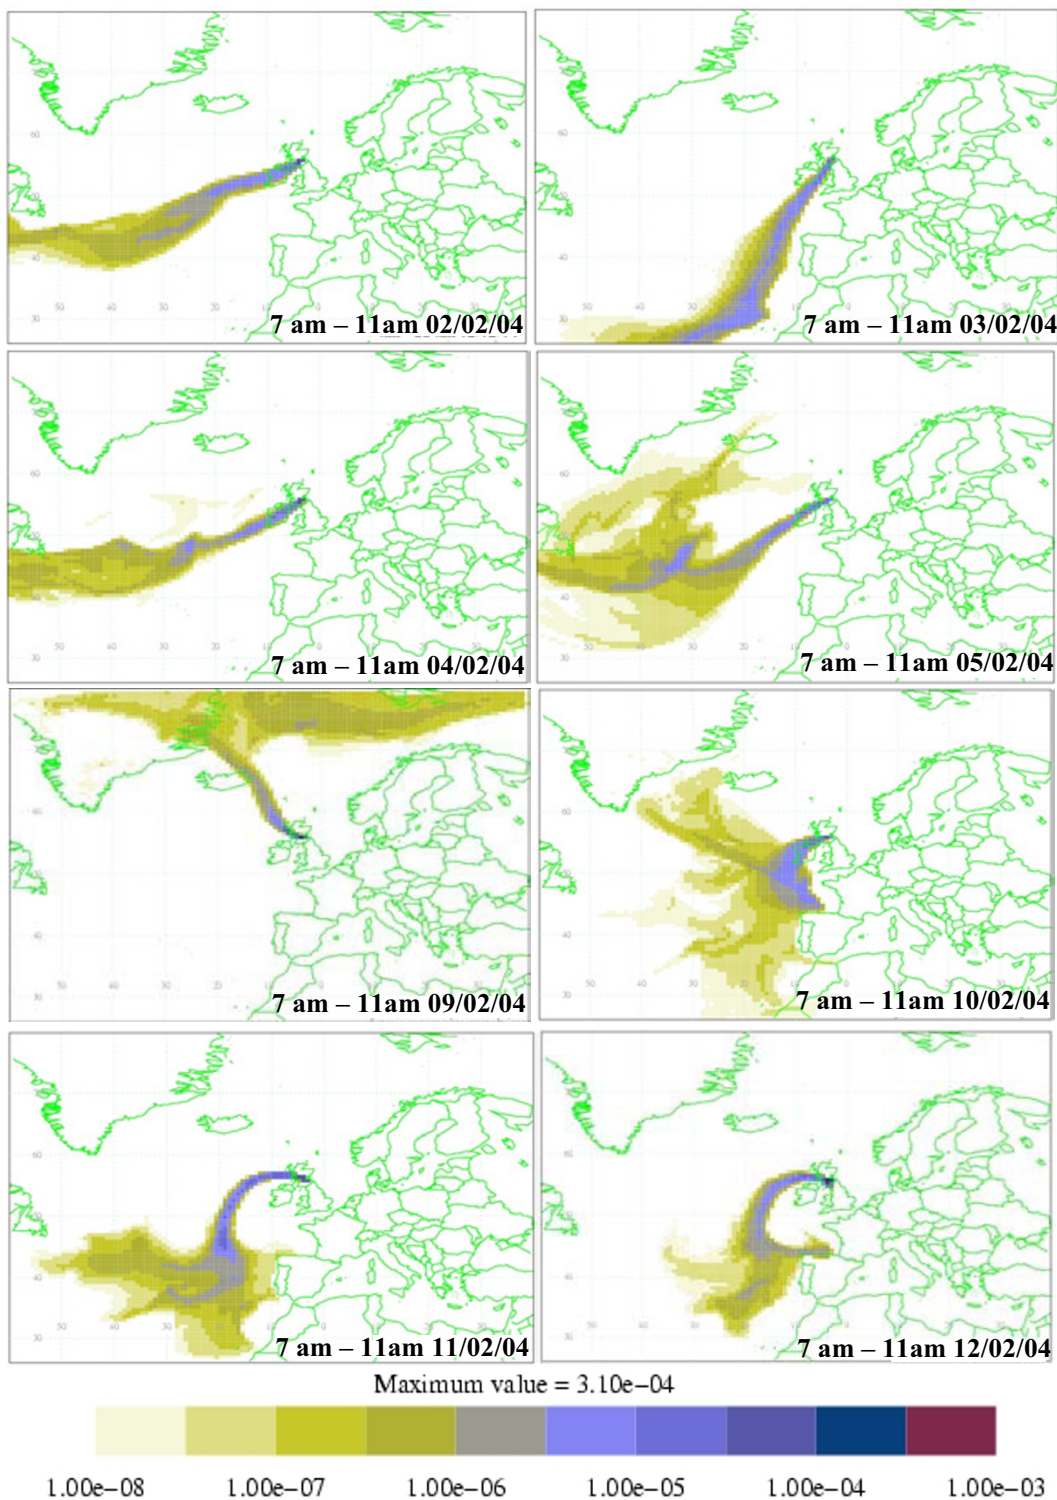 7 am – 11am 02/02/04
7 am – 11am 03/02/04
7 am – 11am 04/02/04
7 am – 11am 05/02/04
7 am – 11am 09/02/04
7 am – 11am 10/02/04
7 am – 11am 11/02/04
7 am – 11am 12/02/04
Maximum value = 3.10e−04
1.00e−08 1.00e−07 1.00e−06 1.00e−05 1.00e−04 1.00e−03